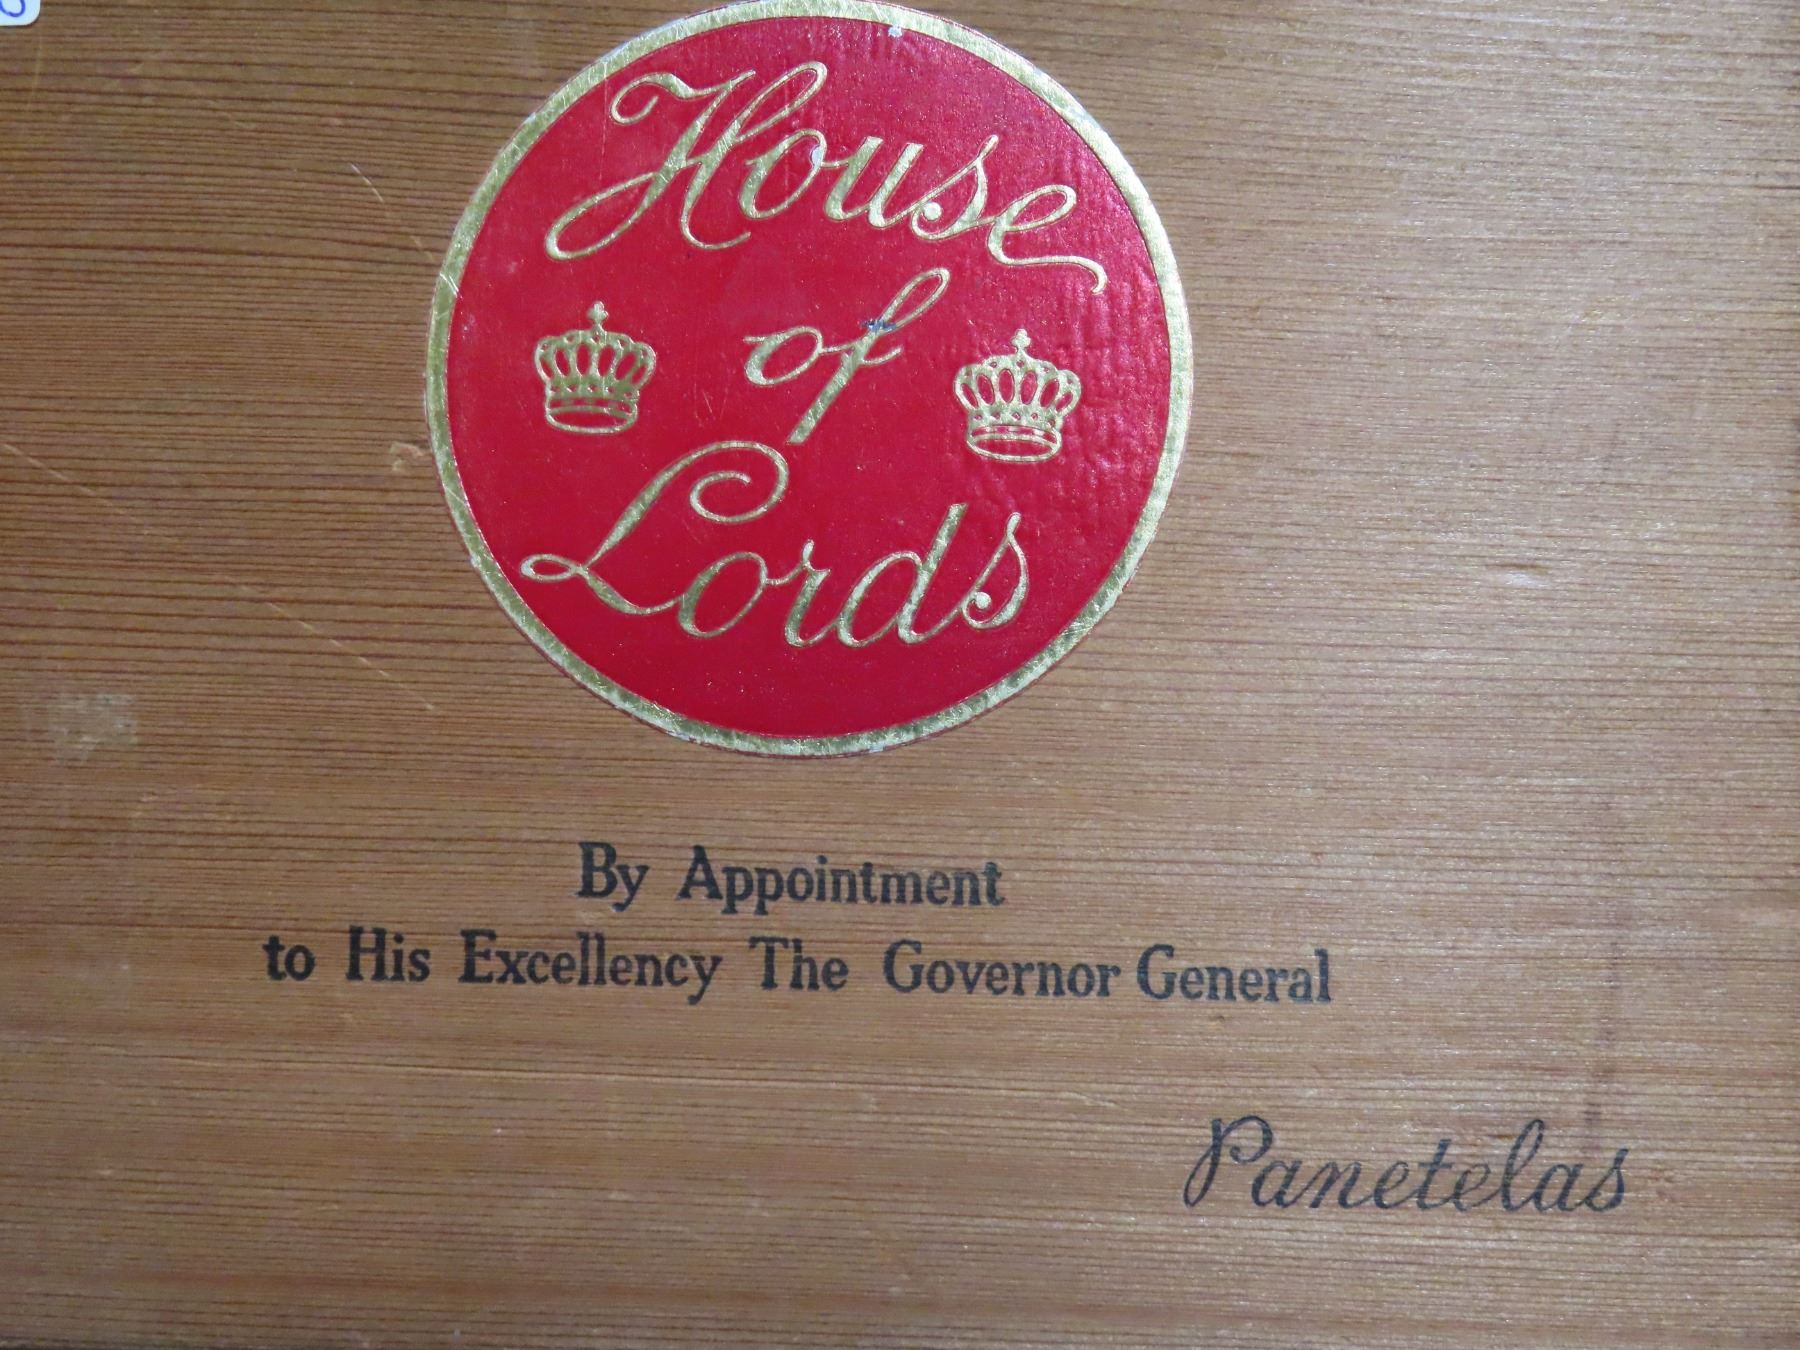 House
of
Lords
By Appointment
to His Excellency The Governor General
Panetelas